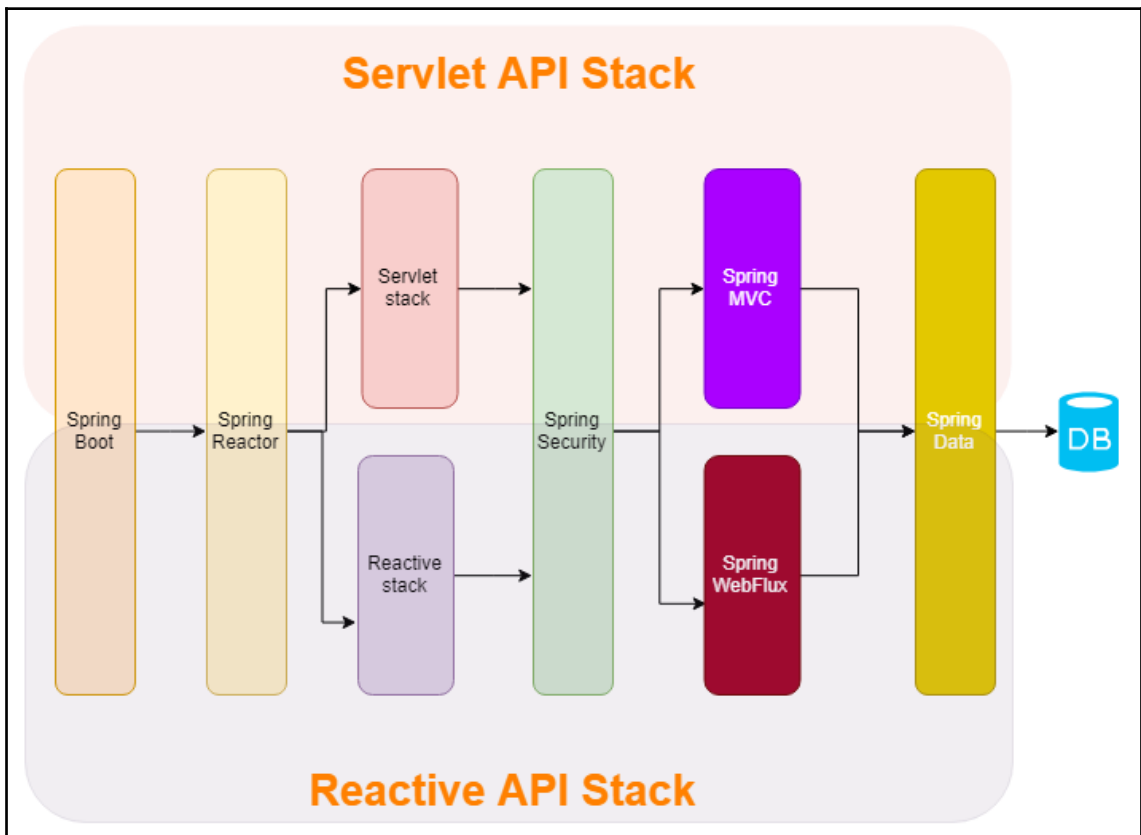 Servlet API Stack
Spring
Boot
Spring
Reactor
Servlet
stack
Reactive
stack
Spring
Security
Spring
MVC
Spring
WebFlux
Spring
Data
DB
Reactive API Stack